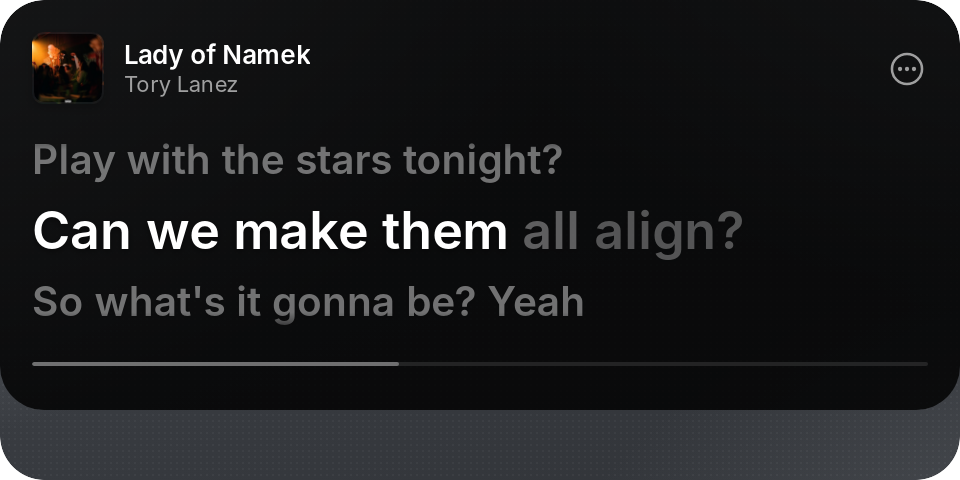 Lady of Namek
Tory Lanez
Play with the stars tonight?
Can we make them all align?
So what's it gonna be? Yeah